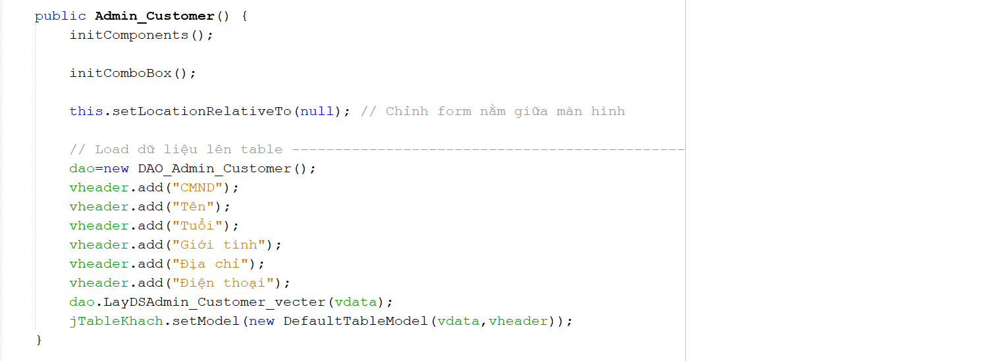 public Admin_Customer() {
initComponents();
initComboBox();
this.setLocationRelativeTo(null); // Chỉnh form nằm giữa màn hình
// Load dữ liệu lên table ----------------------------------------------
dao=new DAO_Admin_Customer();
vheader.add("CMND");
vheader.add("Tên");
vheader.add("Tuổi");
vheader.add("Giới tính");
vheader.add("Địa chỉ");
vheader.add("Điện thoại");
dao.LayDSAdmin_Customer_vecter(vdata);
jTableKhach.setModel(new DefaultTableModel(vdata,vheader));
}